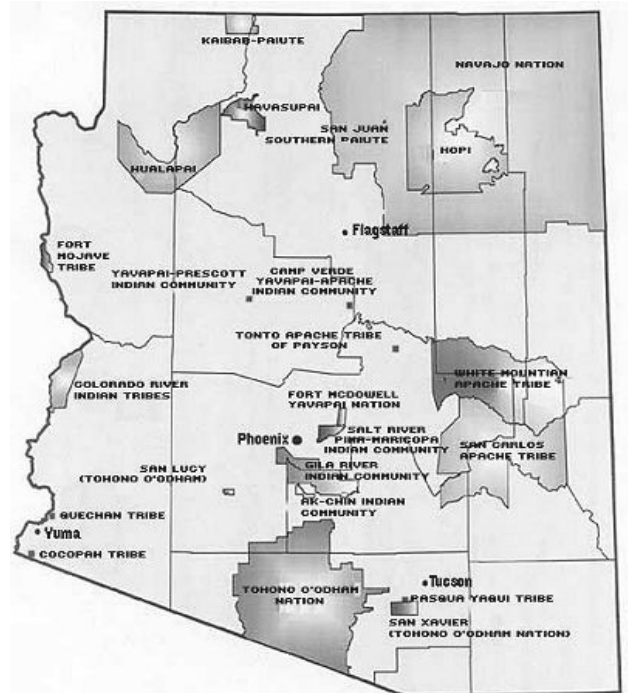 KAIBAB-PAIUTE
NAVAJO NATION
HAVASUPAI
SAN JUAN
SOUTHERN PAIUTE
HOPI
HUALAPAI
Flagstaff
FORT
MOJAVE
TRIBE
YAVAPAI-PRESCOTT
INDIAN COMMUNITY
CAMP VERDE
YAVAPAI-APACHE
INDIAN COMMUNITY
TONTO APACHE TRIBE
OF PAYSON
WHITE MOUNTIAN
APACHE TRIBE
COLORADO RIVER
INDIAN TRIBES
FORT MCDOWELL
YAVAPAI NATION
Phoenix
SALT RIVER
PIMA-MARICOPA
INDIAN COMMUNITY
SAN CARLOS
APACHE TRIBE
SAN LUCY
(TOHONO O'ODHAM)
GILA RIVER
INDIAN COMMUNITY
AK-CHIN INDIAN
COMMUNITY
QUECHAN TRIBE
Yuma
COCOPAH TRIBE
Tucson
TOHONO O'ODHAM
NATION
PASQUA YAQUI TRIBE
SAN XAVIER
(TOHONO O'ODHAM NATION)